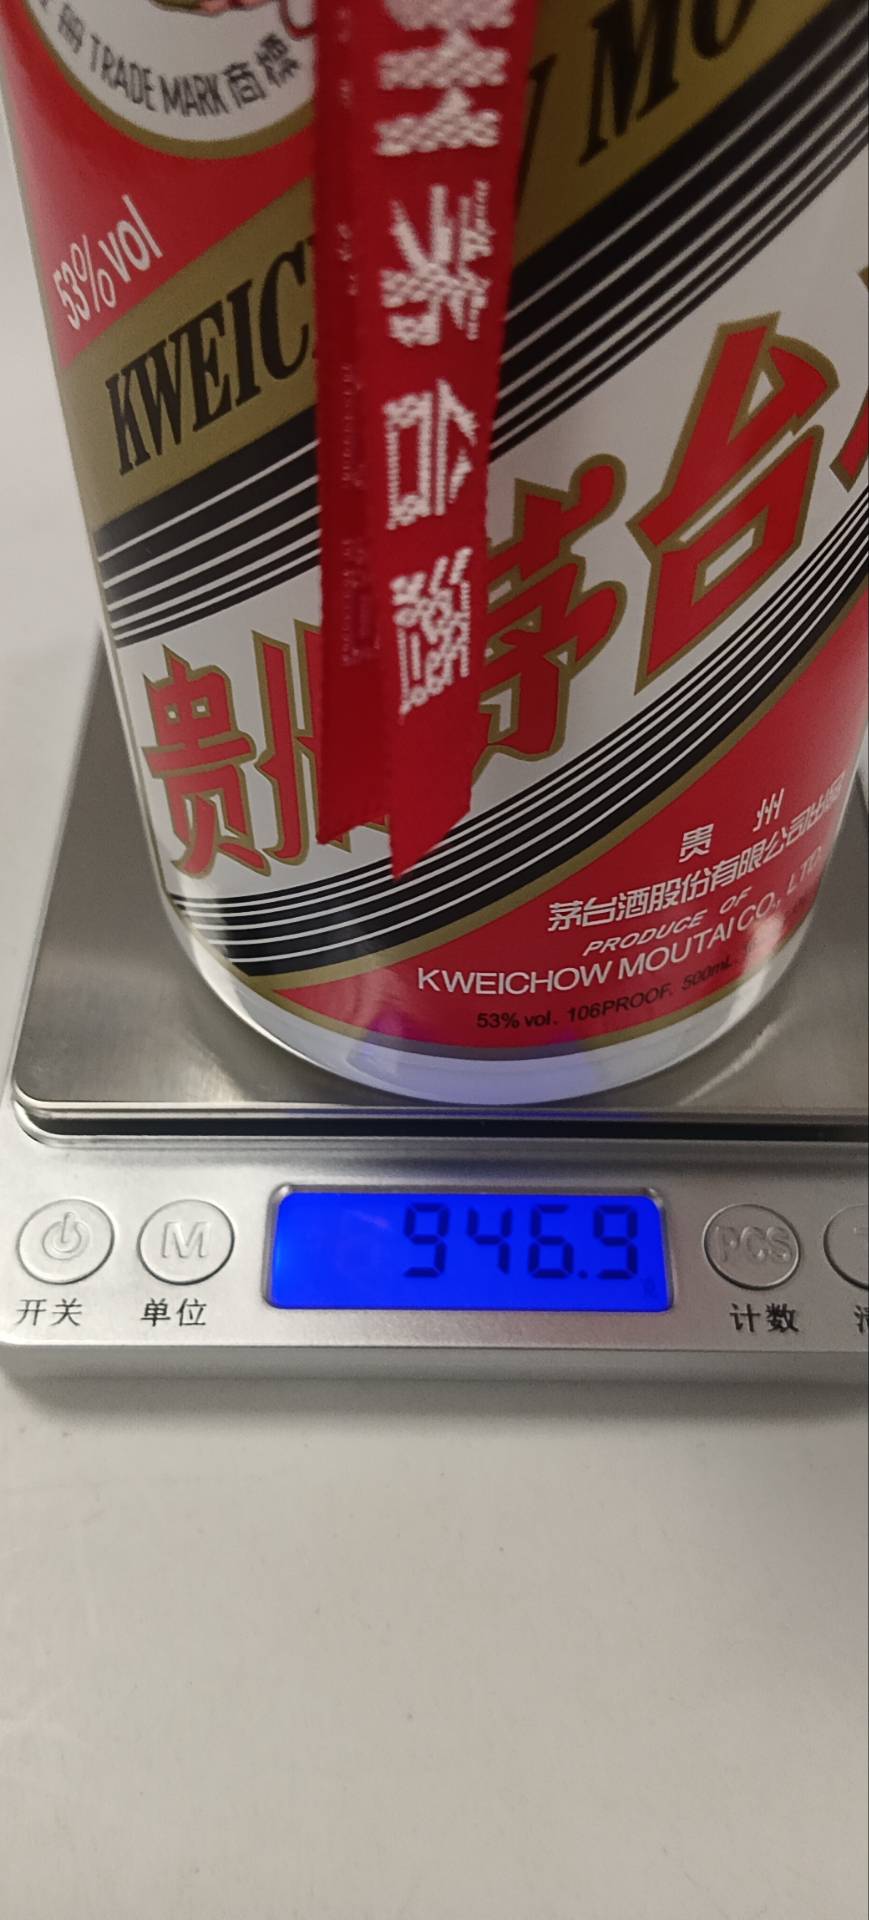 TRADE MARK 商標
53%vol
KWEIC
MO
茅台酒
贵州茅台
贵 州
茅台酒股份有限公司出品
PRODUCE OF
KWEICHOW MOUTAI CO., LTD.
53% vol. 106PROOF. 500mL.
946.9
M
PCS
开关
单位
计数